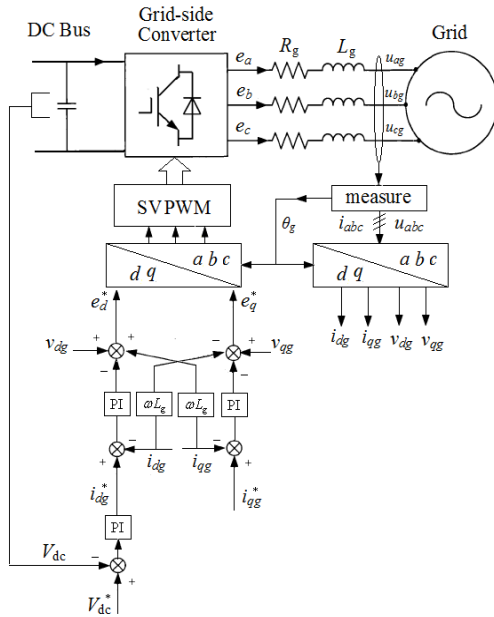 DC Bus
Grid-side
Converter
e_a
R_g
L_g
u_ag
Grid
e_b
u_bg
e_c
u_cg
SVPWM
measure
θ_g
i_abc
u_abc
a b c
d q
a b c
d q
e_d^*
e_q^*
i_dg
i_qg
v_dg
v_qg
v_dg
+
+
−
+
v_qg
−
−
PI
ωL_g
ωL_g
PI
−
−
+
i_dg
i_qg
+
i_dg^*
i_qg^*
PI
V_dc
−
+
V_dc^*